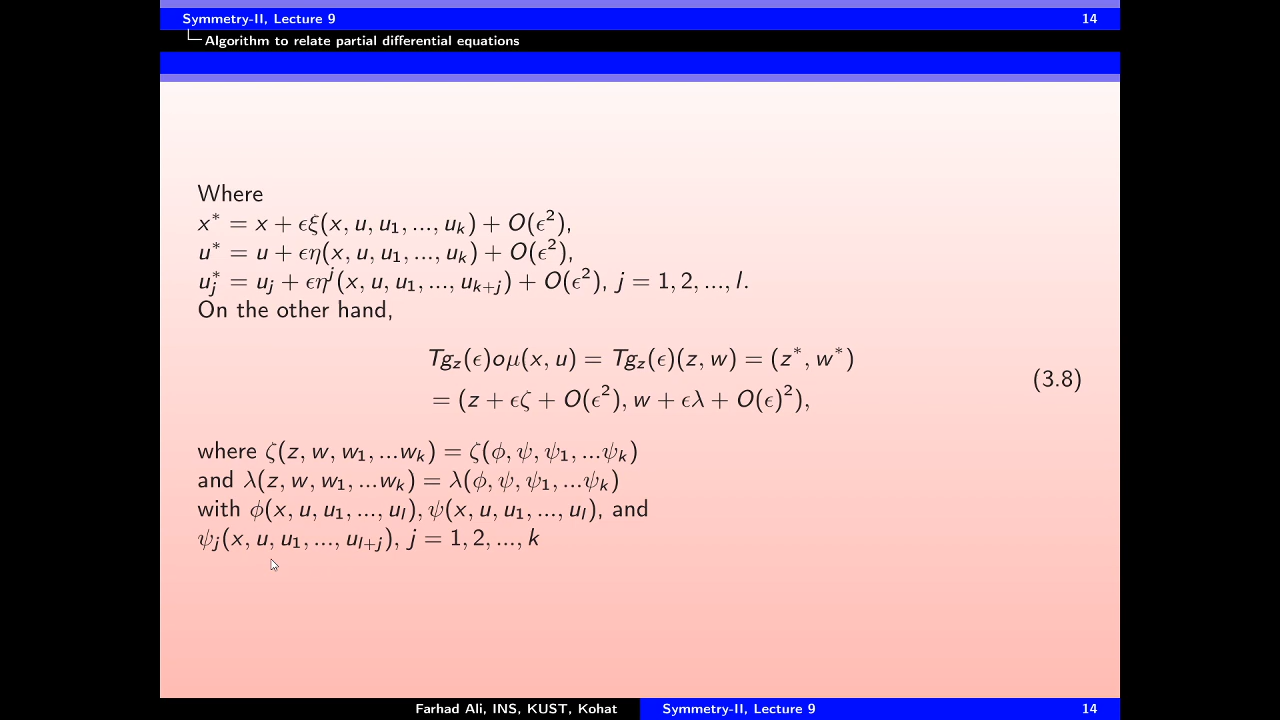 Symmetry-II, Lecture 9 14
Algorithm to relate partial differential equations
Where
x* = x + ϵξ(x, u, u₁, ..., uₖ) + O(ϵ²),
u* = u + ϵη(x, u, u₁, ..., uₖ) + O(ϵ²),
uⱼ* = uⱼ + ϵηʲ(x, u, u₁, ..., uₖ₊ⱼ) + O(ϵ²), j = 1, 2, ..., l.
On the other hand,
Tg_z(ϵ)oμ(x, u) = Tg_z(ϵ)(z, w) = (z*, w*)
= (z + ϵζ + O(ϵ²), w + ϵλ + O(ϵ)²),
(3.8)
where ζ(z, w, w₁, ...wₖ) = ζ(ϕ, ψ, ψ₁, ...ψₖ)
and λ(z, w, w₁, ...wₖ) = λ(ϕ, ψ, ψ₁, ...ψₖ)
with ϕ(x, u, u₁, ..., uₗ), ψ(x, u, u₁, ..., uₗ), and
ψⱼ(x, u, u₁, ..., uₗ₊ⱼ), j = 1, 2, ..., k
Farhad Ali, INS, KUST, Kohat Symmetry-II, Lecture 9 14